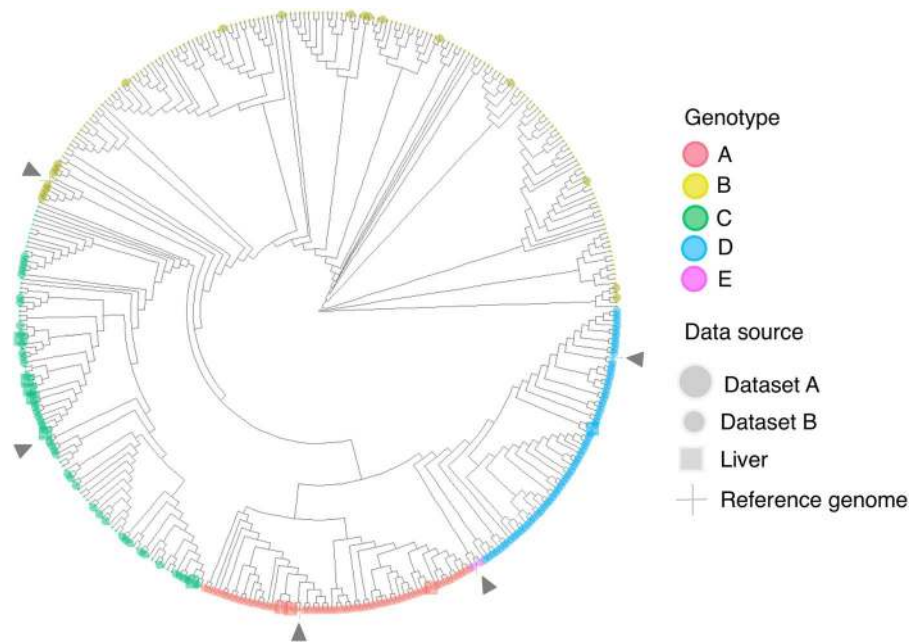 Genotype
A
B
C
D
E
Data source
Dataset A
Dataset B
Liver
Reference genome